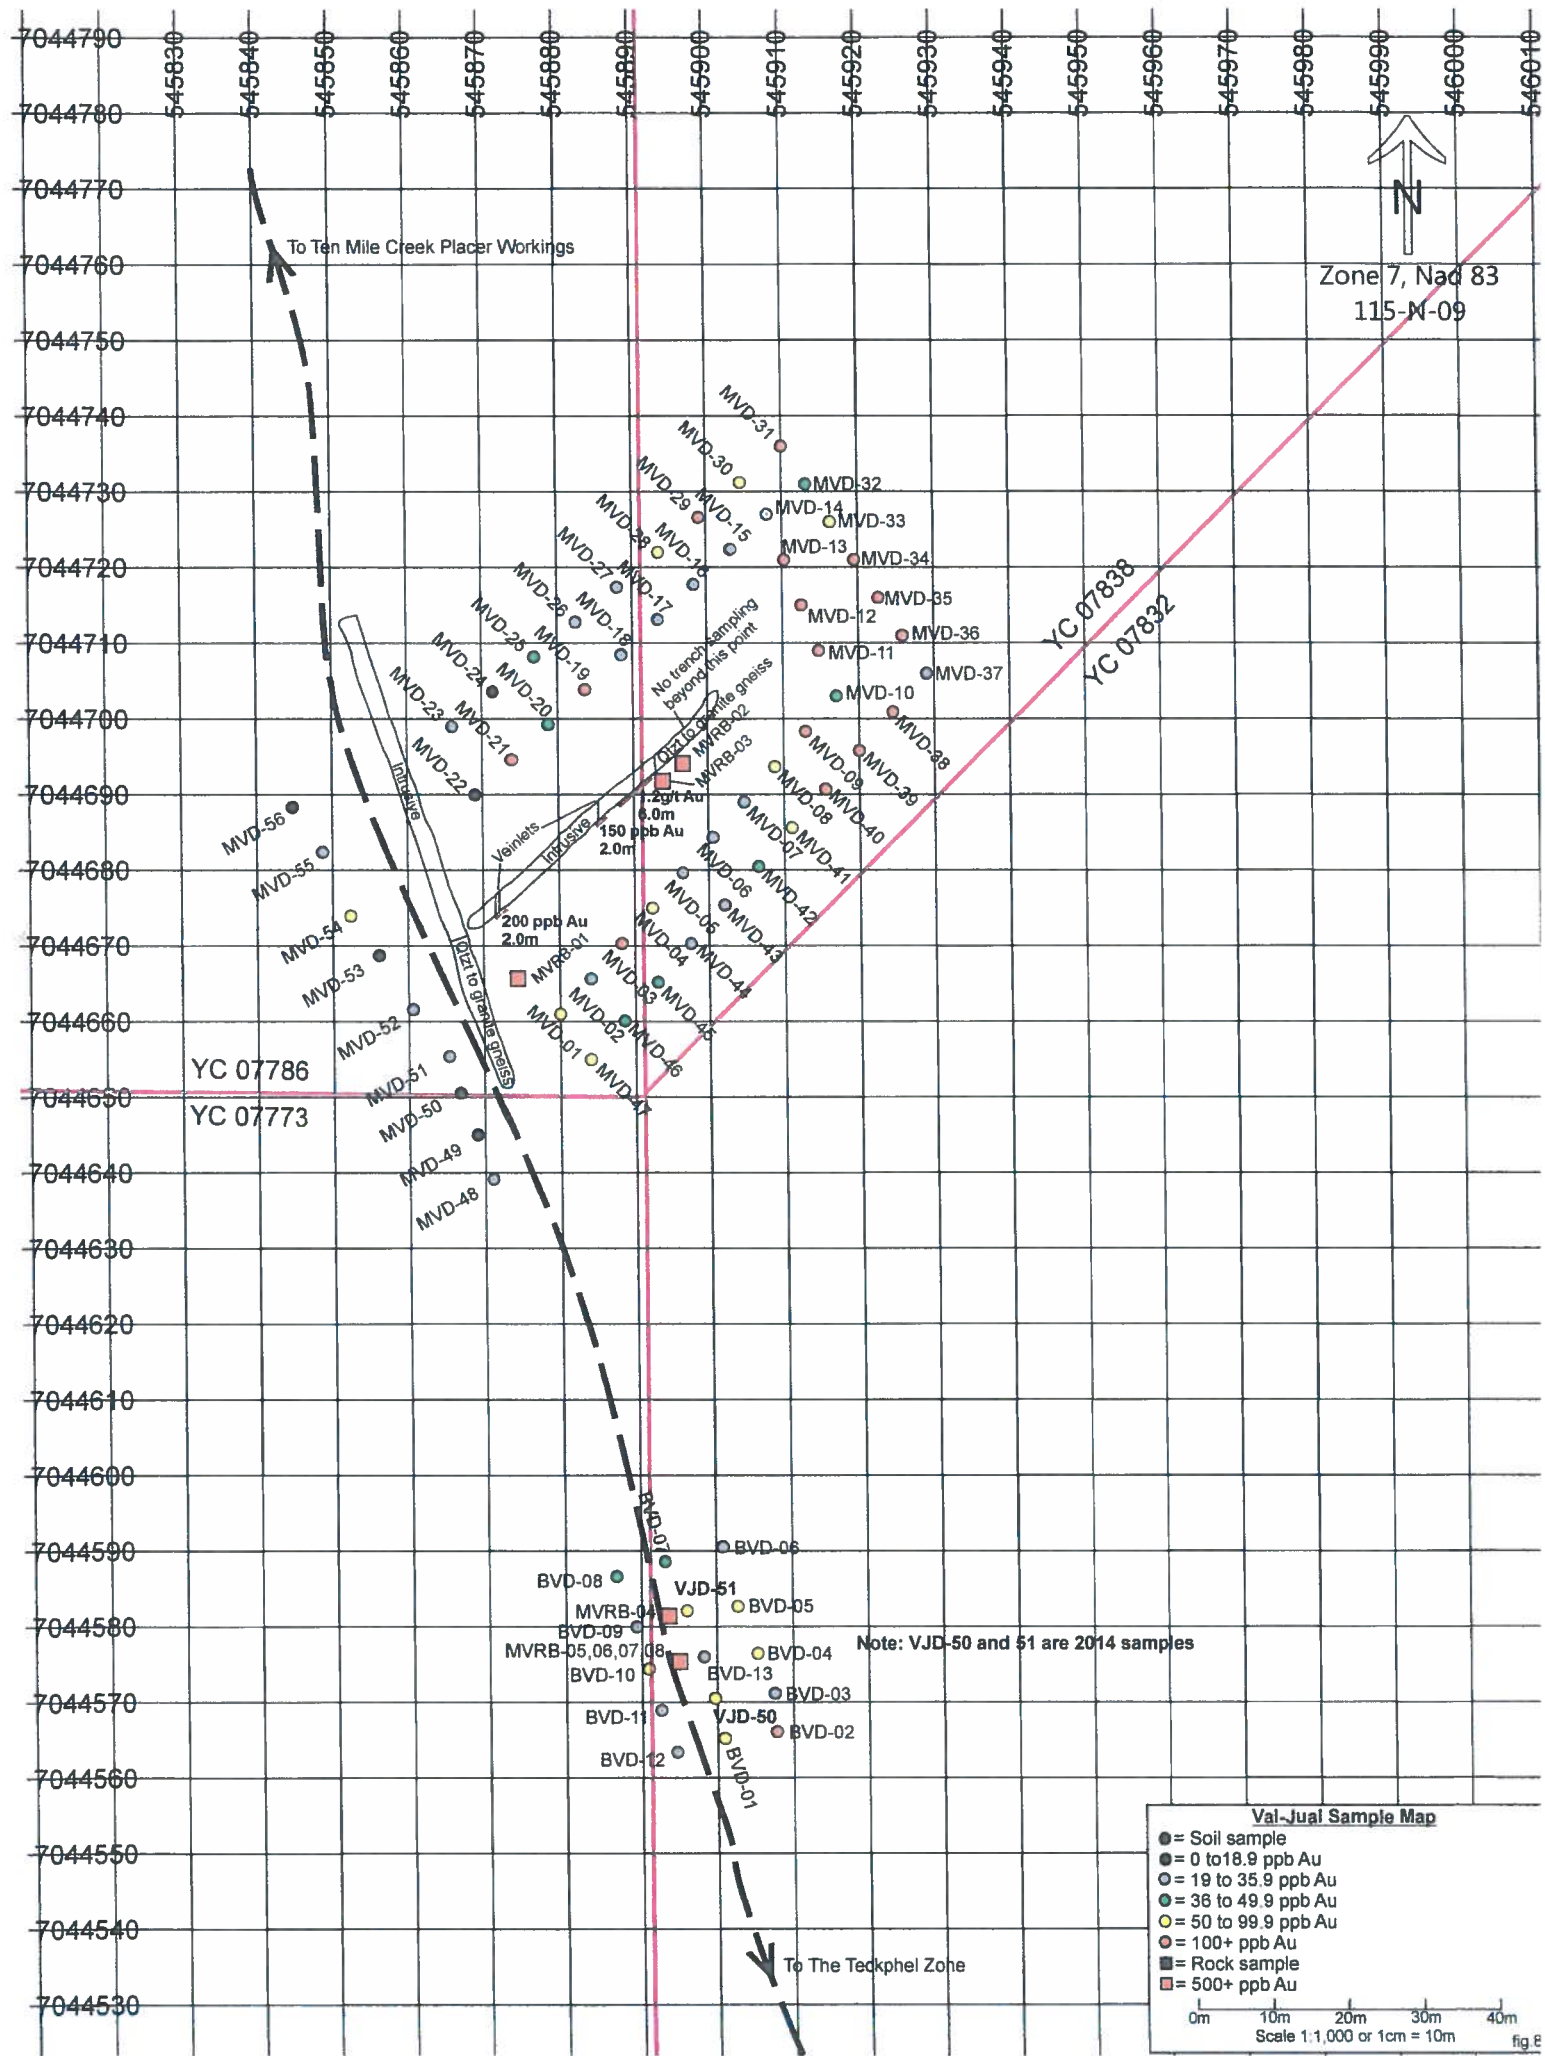 7044790
545830
545840
545850
545860
545870
545880
545890
545900
545910
545920
545930
545940
545950
545960
545970
545980
545990
546000
546010
7044780
7044770
7044760
7044750
7044740
7044730
7044720
7044710
7044700
7044690
7044680
7044670
7044660
7044650
7044640
7044630
7044620
7044610
7044600
7044590
7044580
7044570
7044560
7044550
7044540
7044530
N
Zone 7, Nad 83
115-N-09
To Ten Mile Creek Placer Workings
MVD-31
MVD-30
MVD-29
MVD-15
MVD-32
MVD-14
MVD-33
MVD-28
MVD-16
MVD-13
MVD-34
MVD-27
MVD-17
MVD-26
MVD-18
MVD-35
MVD-12
MVD-25
MVD-19
MVD-36
MVD-11
MVD-24
MVD-20
MVD-37
MVD-10
MVD-23
MVD-21
MVD-38
MVD-22
MVD-09
MVD-39
MVD-08
MVD-40
MVD-07
MVD-41
MVD-06
MVD-42
MVD-05
MVD-43
MVD-04
MVD-44
MVD-03
MVD-45
MVD-02
MVD-46
MVD-01
MVD-47
YC 07838
YC 07832
No trench sampling
beyond this point
Qtzt to granite gneiss
MVRB-02
MVRB-03
1.2g/t Au
6.0m
150 ppb Au
2.0m
Veinlets
Intrusive
Intrusive
200 ppb Au
2.0m
MVRB-01
Qtzt to granite gneiss
MVD-56
MVD-55
MVD-54
MVD-53
MVD-52
MVD-51
MVD-50
MVD-49
MVD-48
YC 07786
YC 07773
BVD-07
BVD-06
BVD-08
VJD-51
MVRB-04
BVD-05
BVD-09
Note: VJD-50 and 51 are 2014 samples
MVRB-05,06,07,08
BVD-04
BVD-10
BVD-13
BVD-03
BVD-11
VJD-50
BVD-02
BVD-12
BVD-01
To The Teckphel Zone
Val-Jual Sample Map
= Soil sample
= 0 to18.9 ppb Au
= 19 to 35.9 ppb Au
= 36 to 49.9 ppb Au
= 50 to 99.9 ppb Au
= 100+ ppb Au
= Rock sample
= 500+ ppb Au
0m 10m 20m 30m 40m
Scale 1:1,000 or 1cm = 10m
fig.8